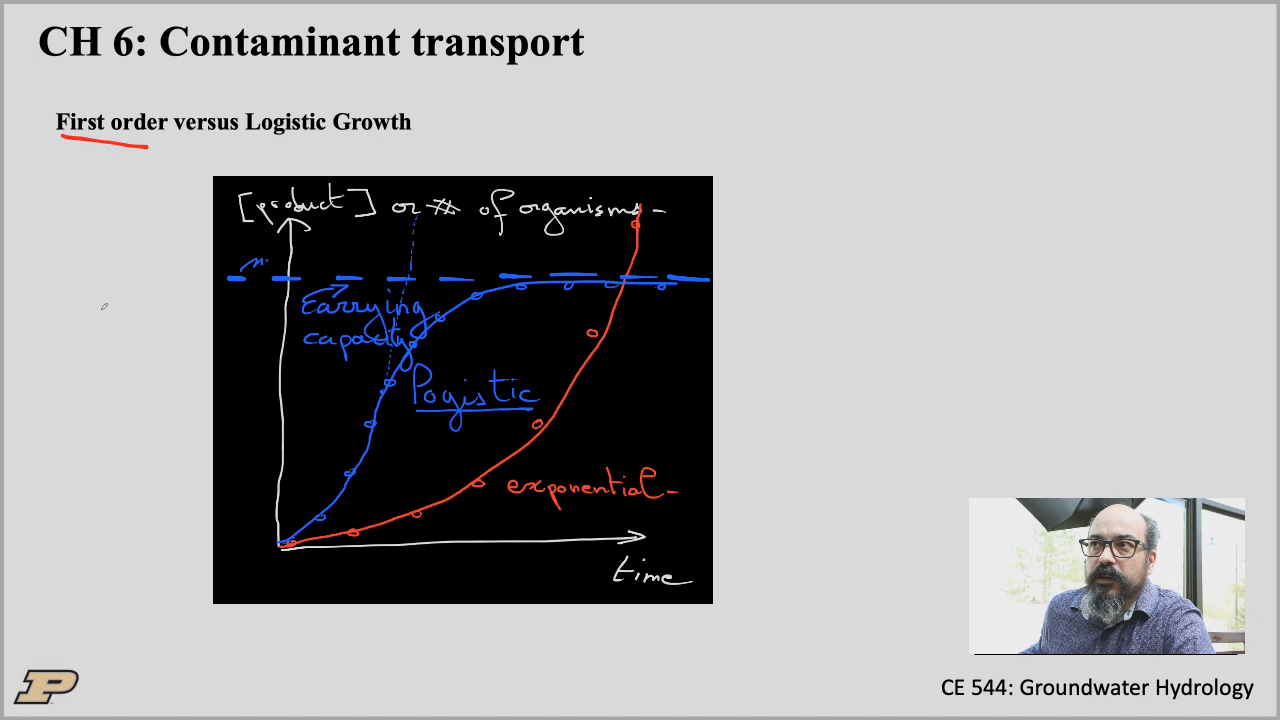 CH 6: Contaminant transport
First order versus Logistic Growth
[product] or # of organisms
Carrying
capacity
Logistic
exponential
time
P
CE 544: Groundwater Hydrology